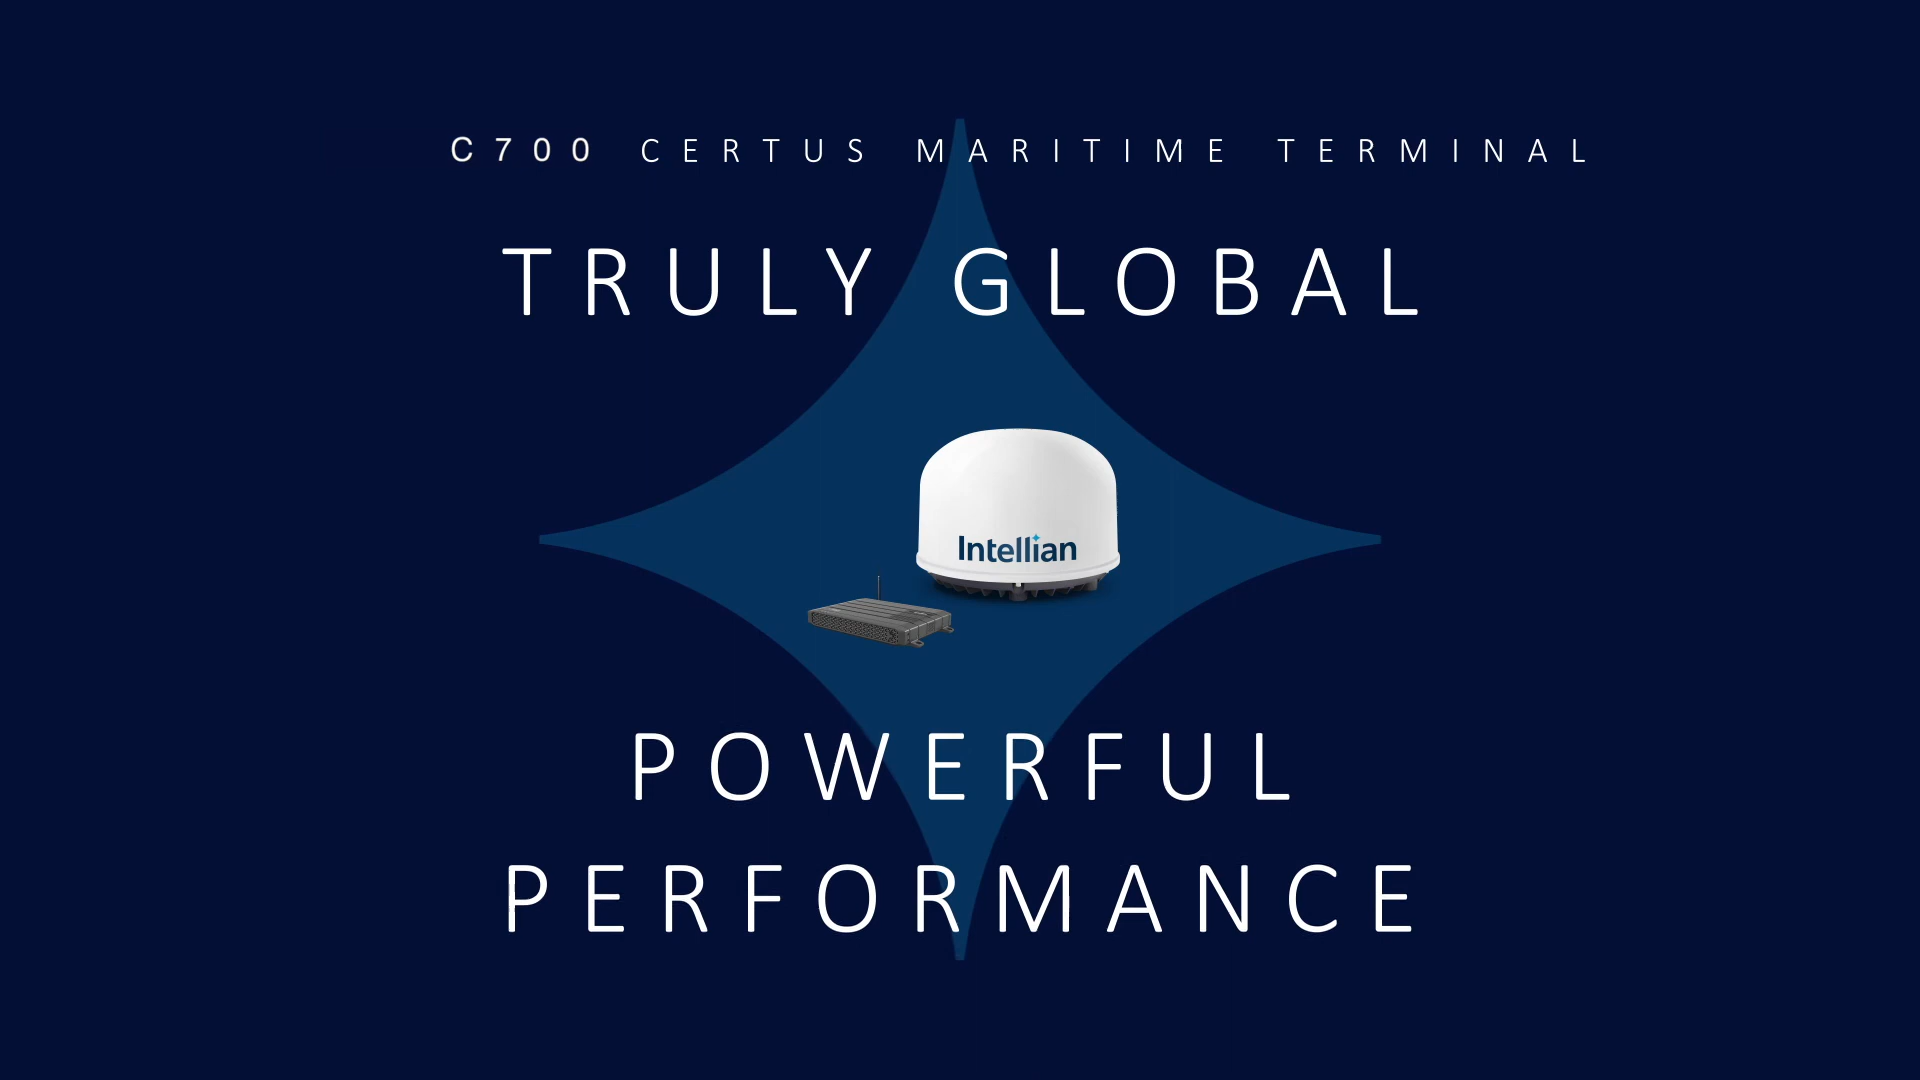 C700 CERTUS MARITIME TERMINAL
TRULY GLOBAL
Intellian
POWERFUL
PERFORMANCE